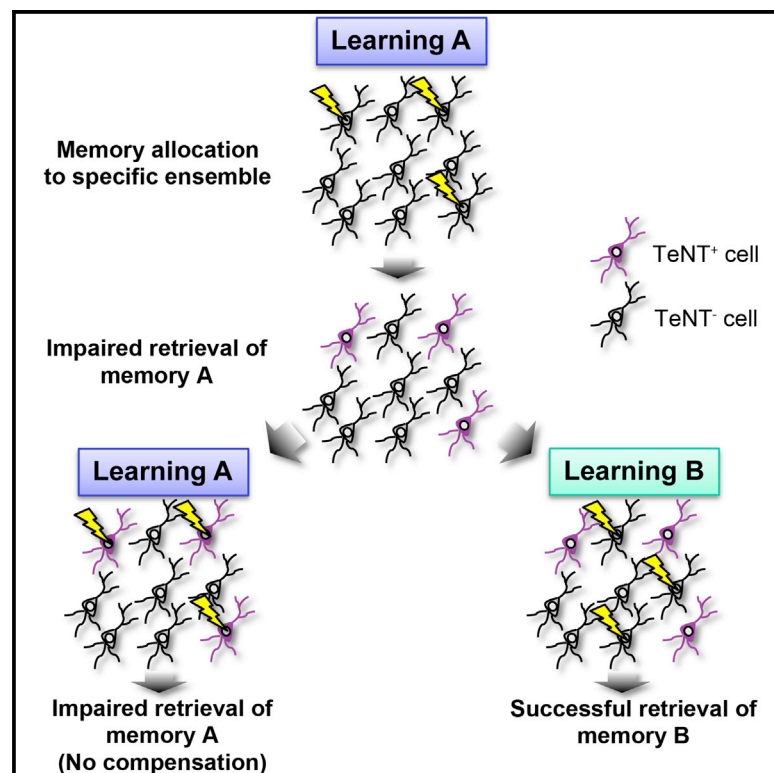 Learning A
Memory allocation
to specific ensemble
TeNT⁺ cell
TeNT⁻ cell
Impaired retrieval of
memory A
Learning A
Learning B
Impaired retrieval of
memory A
(No compensation)
Successful retrieval of
memory B